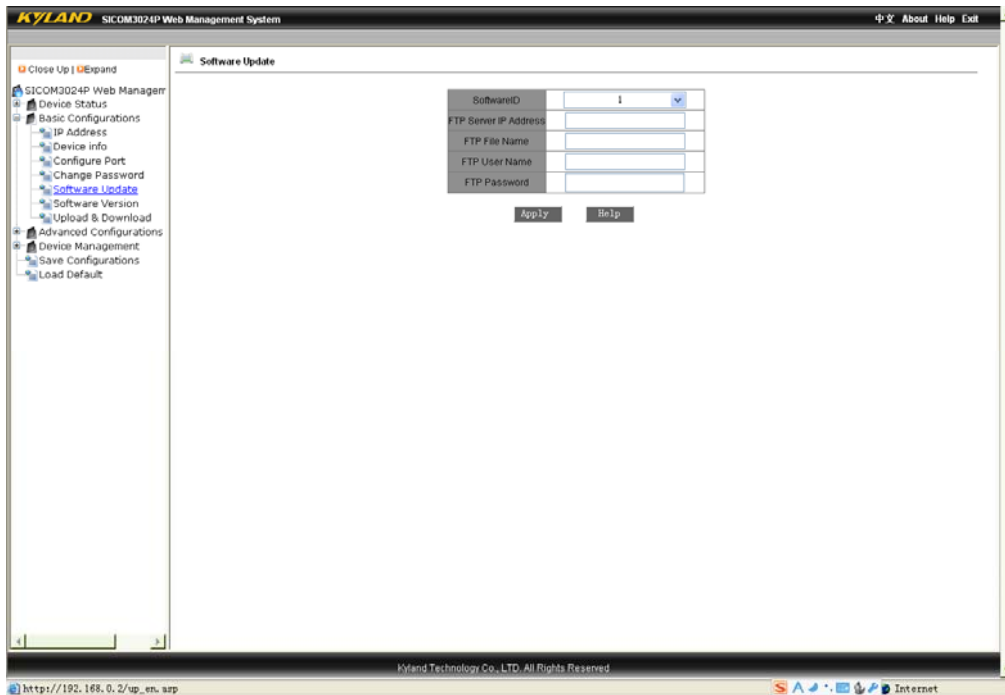 KYLAND SICOM3024P Web Management System
中文 About Help Exit
Close Up | Expand
SICOM3024P Web Managem
Device Status
Basic Configurations
IP Address
Device info
Configure Port
Change Password
Software Update
Software Version
Upload & Download
Advanced Configurations
Device Management
Save Configurations
Load Default
Software Update
SoftwareID 1
FTP Server IP Address
FTP File Name
FTP User Name
FTP Password
Apply Help
Kyland Technology Co., LTD. All Rights Reserved
http://192.168.0.2/up_en.asp
S A Internet